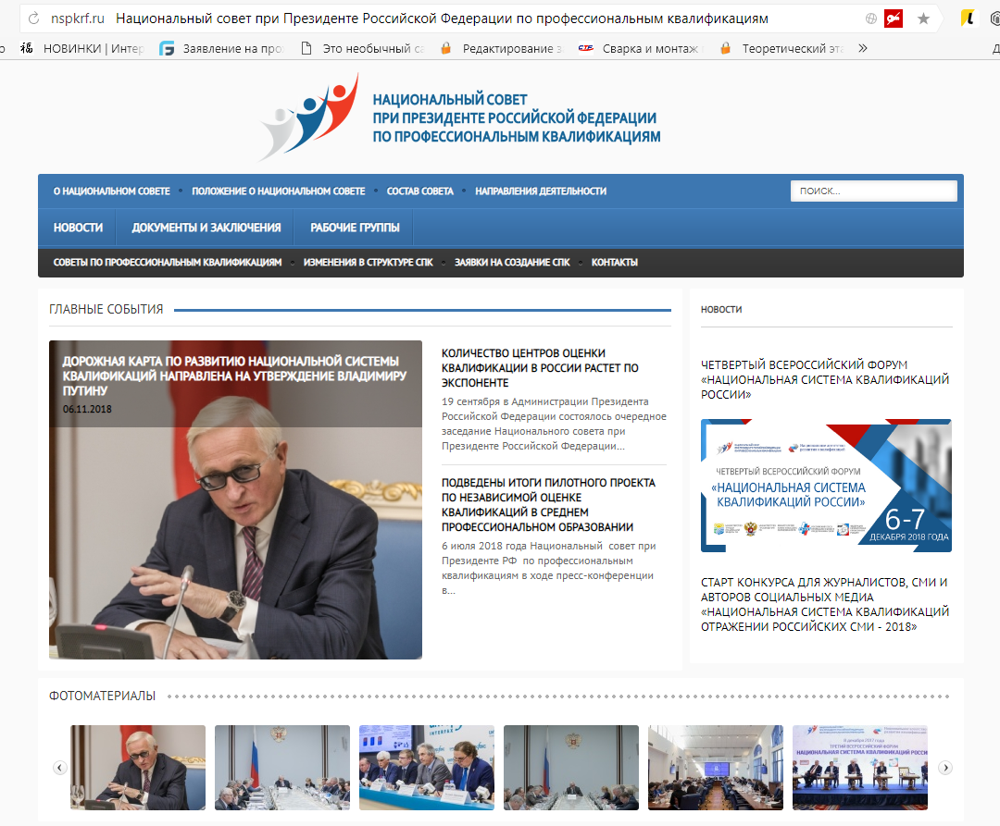 nspkrf.ru Национальный совет при Президенте Российской Федерации по профессиональным квалификациям
НОВИНКИ | Интер
Заявление на про
Это необычный са
Редактирование з
Сварка и монтаж
Теоретический эта
НАЦИОНАЛЬНЫЙ СОВЕТ
ПРИ ПРЕЗИДЕНТЕ РОССИЙСКОЙ ФЕДЕРАЦИИ
ПО ПРОФЕССИОНАЛЬНЫМ КВАЛИФИКАЦИЯМ
О НАЦИОНАЛЬНОМ СОВЕТЕ • ПОЛОЖЕНИЕ О НАЦИОНАЛЬНОМ СОВЕТЕ • СОСТАВ СОВЕТА • НАПРАВЛЕНИЯ ДЕЯТЕЛЬНОСТИ
ПОИСК...
НОВОСТИ
ДОКУМЕНТЫ И ЗАКЛЮЧЕНИЯ
РАБОЧИЕ ГРУППЫ
СОВЕТЫ ПО ПРОФЕССИОНАЛЬНЫМ КВАЛИФИКАЦИЯМ • ИЗМЕНЕНИЯ В СТРУКТУРЕ СПК • ЗАЯВКИ НА СОЗДАНИЕ СПК • КОНТАКТЫ
ГЛАВНЫЕ СОБЫТИЯ
ДОРОЖНАЯ КАРТА ПО РАЗВИТИЮ НАЦИОНАЛЬНОЙ СИСТЕМЫ
КВАЛИФИКАЦИЙ НАПРАВЛЕНА НА УТВЕРЖДЕНИЕ ВЛАДИМИРУ
ПУТИНУ
06.11.2018
КОЛИЧЕСТВО ЦЕНТРОВ ОЦЕНКИ
КВАЛИФИКАЦИИ В РОССИИ РАСТЕТ ПО
ЭКСПОНЕНТЕ
19 сентября в Администрации Президента
Российской Федерации состоялось очередное
заседание Национального совета при
Президенте Российской Федерации...
ПОДВЕДЕНЫ ИТОГИ ПИЛОТНОГО ПРОЕКТА
ПО НЕЗАВИСИМОЙ ОЦЕНКЕ
КВАЛИФИКАЦИЙ В СРЕДНЕМ
ПРОФЕССИОНАЛЬНОМ ОБРАЗОВАНИИ
6 июля 2018 года Национальный совет при
Президенте РФ по профессиональным
квалификациям в ходе пресс-конференции
в...
НОВОСТИ
ЧЕТВЕРТЫЙ ВСЕРОССИЙСКИЙ ФОРУМ
«НАЦИОНАЛЬНАЯ СИСТЕМА КВАЛИФИКАЦИЙ
РОССИИ»
ЧЕТВЕРТЫЙ ВСЕРОССИЙСКИЙ ФОРУМ
«НАЦИОНАЛЬНАЯ СИСТЕМА
КВАЛИФИКАЦИЙ РОССИИ»
6-7
ДЕКАБРЯ 2018 ГОДА
СТАРТ КОНКУРСА ДЛЯ ЖУРНАЛИСТОВ, СМИ И
АВТОРОВ СОЦИАЛЬНЫХ МЕДИА
«НАЦИОНАЛЬНАЯ СИСТЕМА КВАЛИФИКАЦИЙ
ОТРАЖЕНИИ РОССИЙСКИХ СМИ - 2018»
ФОТОМАТЕРИАЛЫ
8 декабря 2017 года
ТРЕТИЙ ВСЕРОССИЙСКИЙ ФОРУМ
НАЦИОНАЛЬНАЯ СИСТЕМА КВАЛИФИКАЦИЙ РОССИ